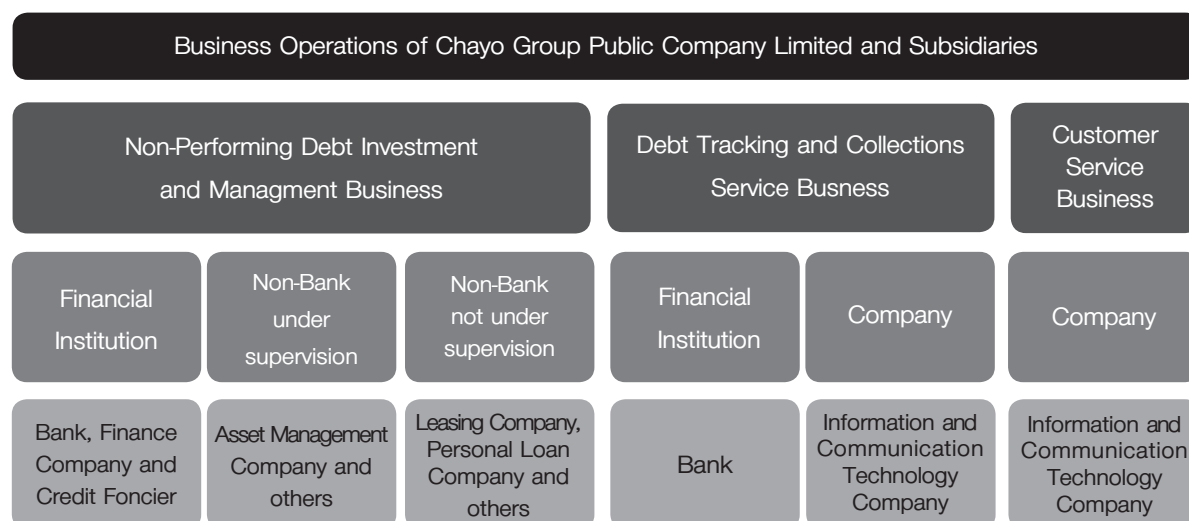 Business Operations of Chayo Group Public Company Limited and Subsidiaries
Non-Performing Debt Investment
and Managment Business
Debt Tracking and Collections
Service Busness
Customer
Service
Business
Financial
Institution
Non-Bank
under
supervision
Non-Bank
not under
supervision
Financial
Institution
Company
Company
Bank, Finance
Company and
Credit Foncier
Asset Management
Company and
others
Leasing Company,
Personal Loan
Company and
others
Bank
Information and
Communication
Technology
Company
Information and
Communication
Technology
Company